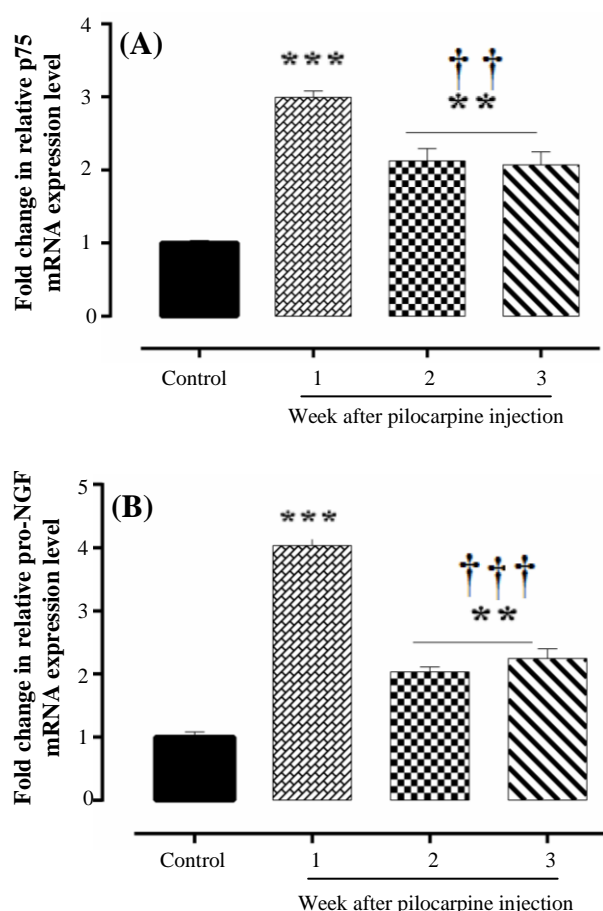 (A)
Fold change in relative p75
mRNA expression level
4
3
2
1
0
***
††
**
Control 1 2 3
Week after pilocarpine injection
(B)
Fold change in relative pro-NGF
mRNA expression level
5
4
3
2
1
0
***
†††
**
Control 1 2 3
Week after pilocarpine injection